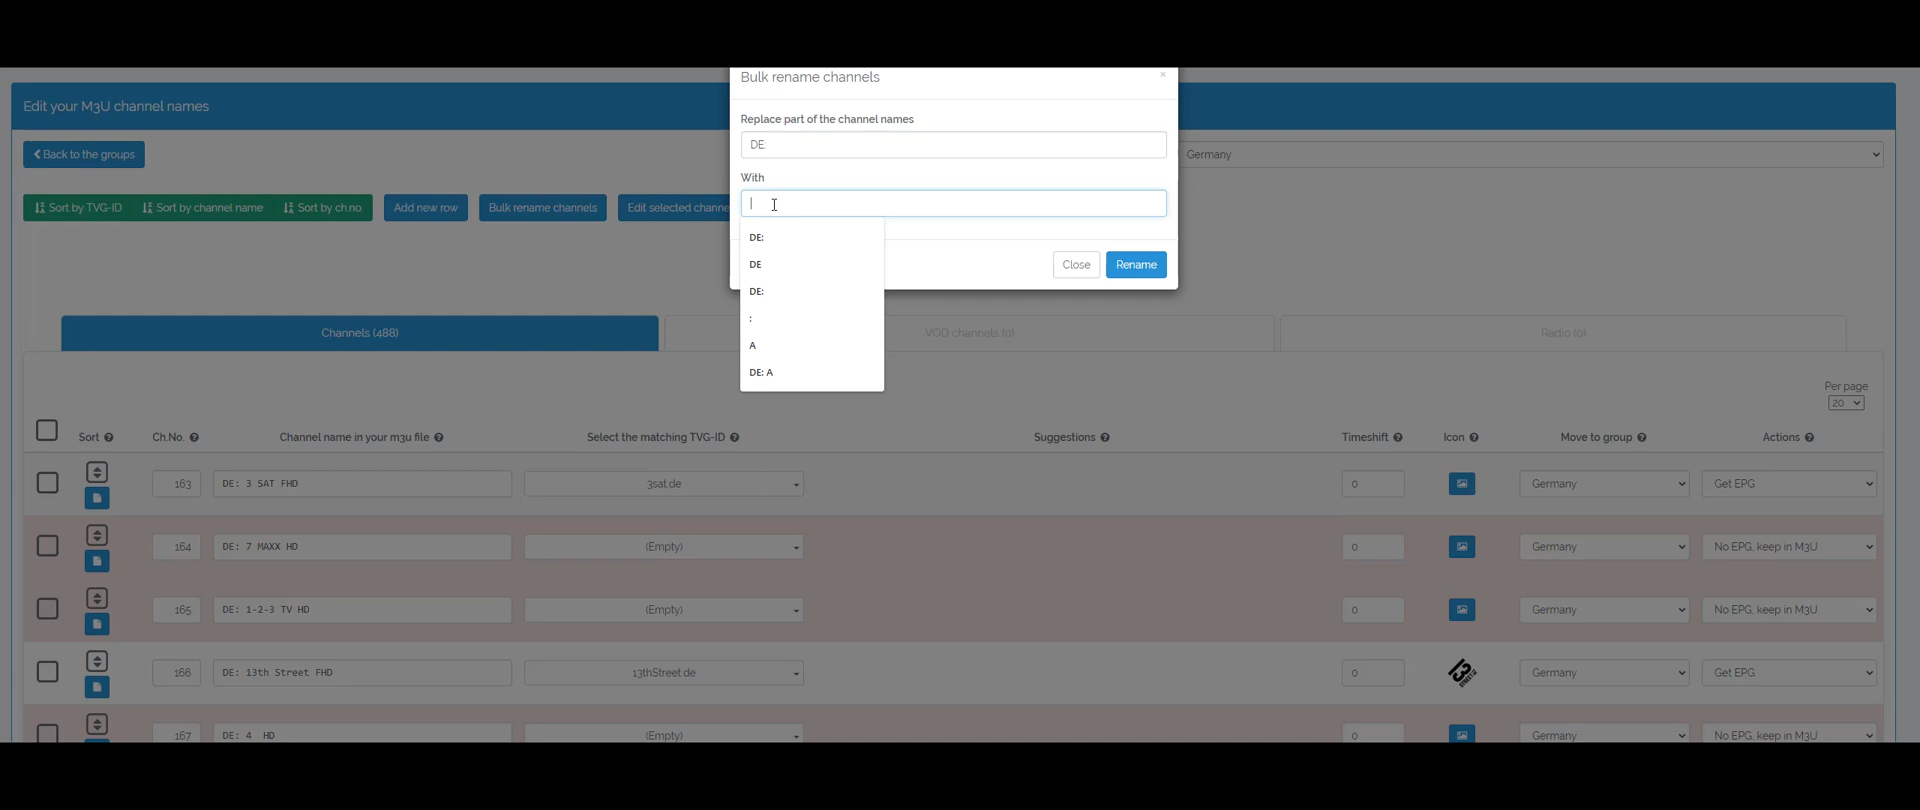 Bulk rename channels
×
Edit your M3U channel names
Replace part of the channel names
DE:
Back to the groups
Germany
With
Sort by TVG-ID
Sort by channel name
Sort by ch.no
Add new row
Bulk rename channels
Edit selected channe
DE:
DE
DE:
:
A
DE: A
Close
Rename
Channels (488)
VOD channels (0)
Radio (0)
Per page
20
Sort
Ch.No.
Channel name in your m3u file
Select the matching TVG-ID
Suggestions
Timeshift
Icon
Move to group
Actions
163
DE: 3 SAT FHD
3sat.de
0
Germany
Get EPG
164
DE: 7 MAXX HD
(Empty)
0
Germany
No EPG, keep in M3U
165
DE: 1-2-3 TV HD
(Empty)
0
Germany
No EPG, keep in M3U
166
DE: 13th Street FHD
13thStreet.de
0
13
Germany
Get EPG
167
DE: 4 HD
(Empty)
0
Germany
No EPG, keep in M3U